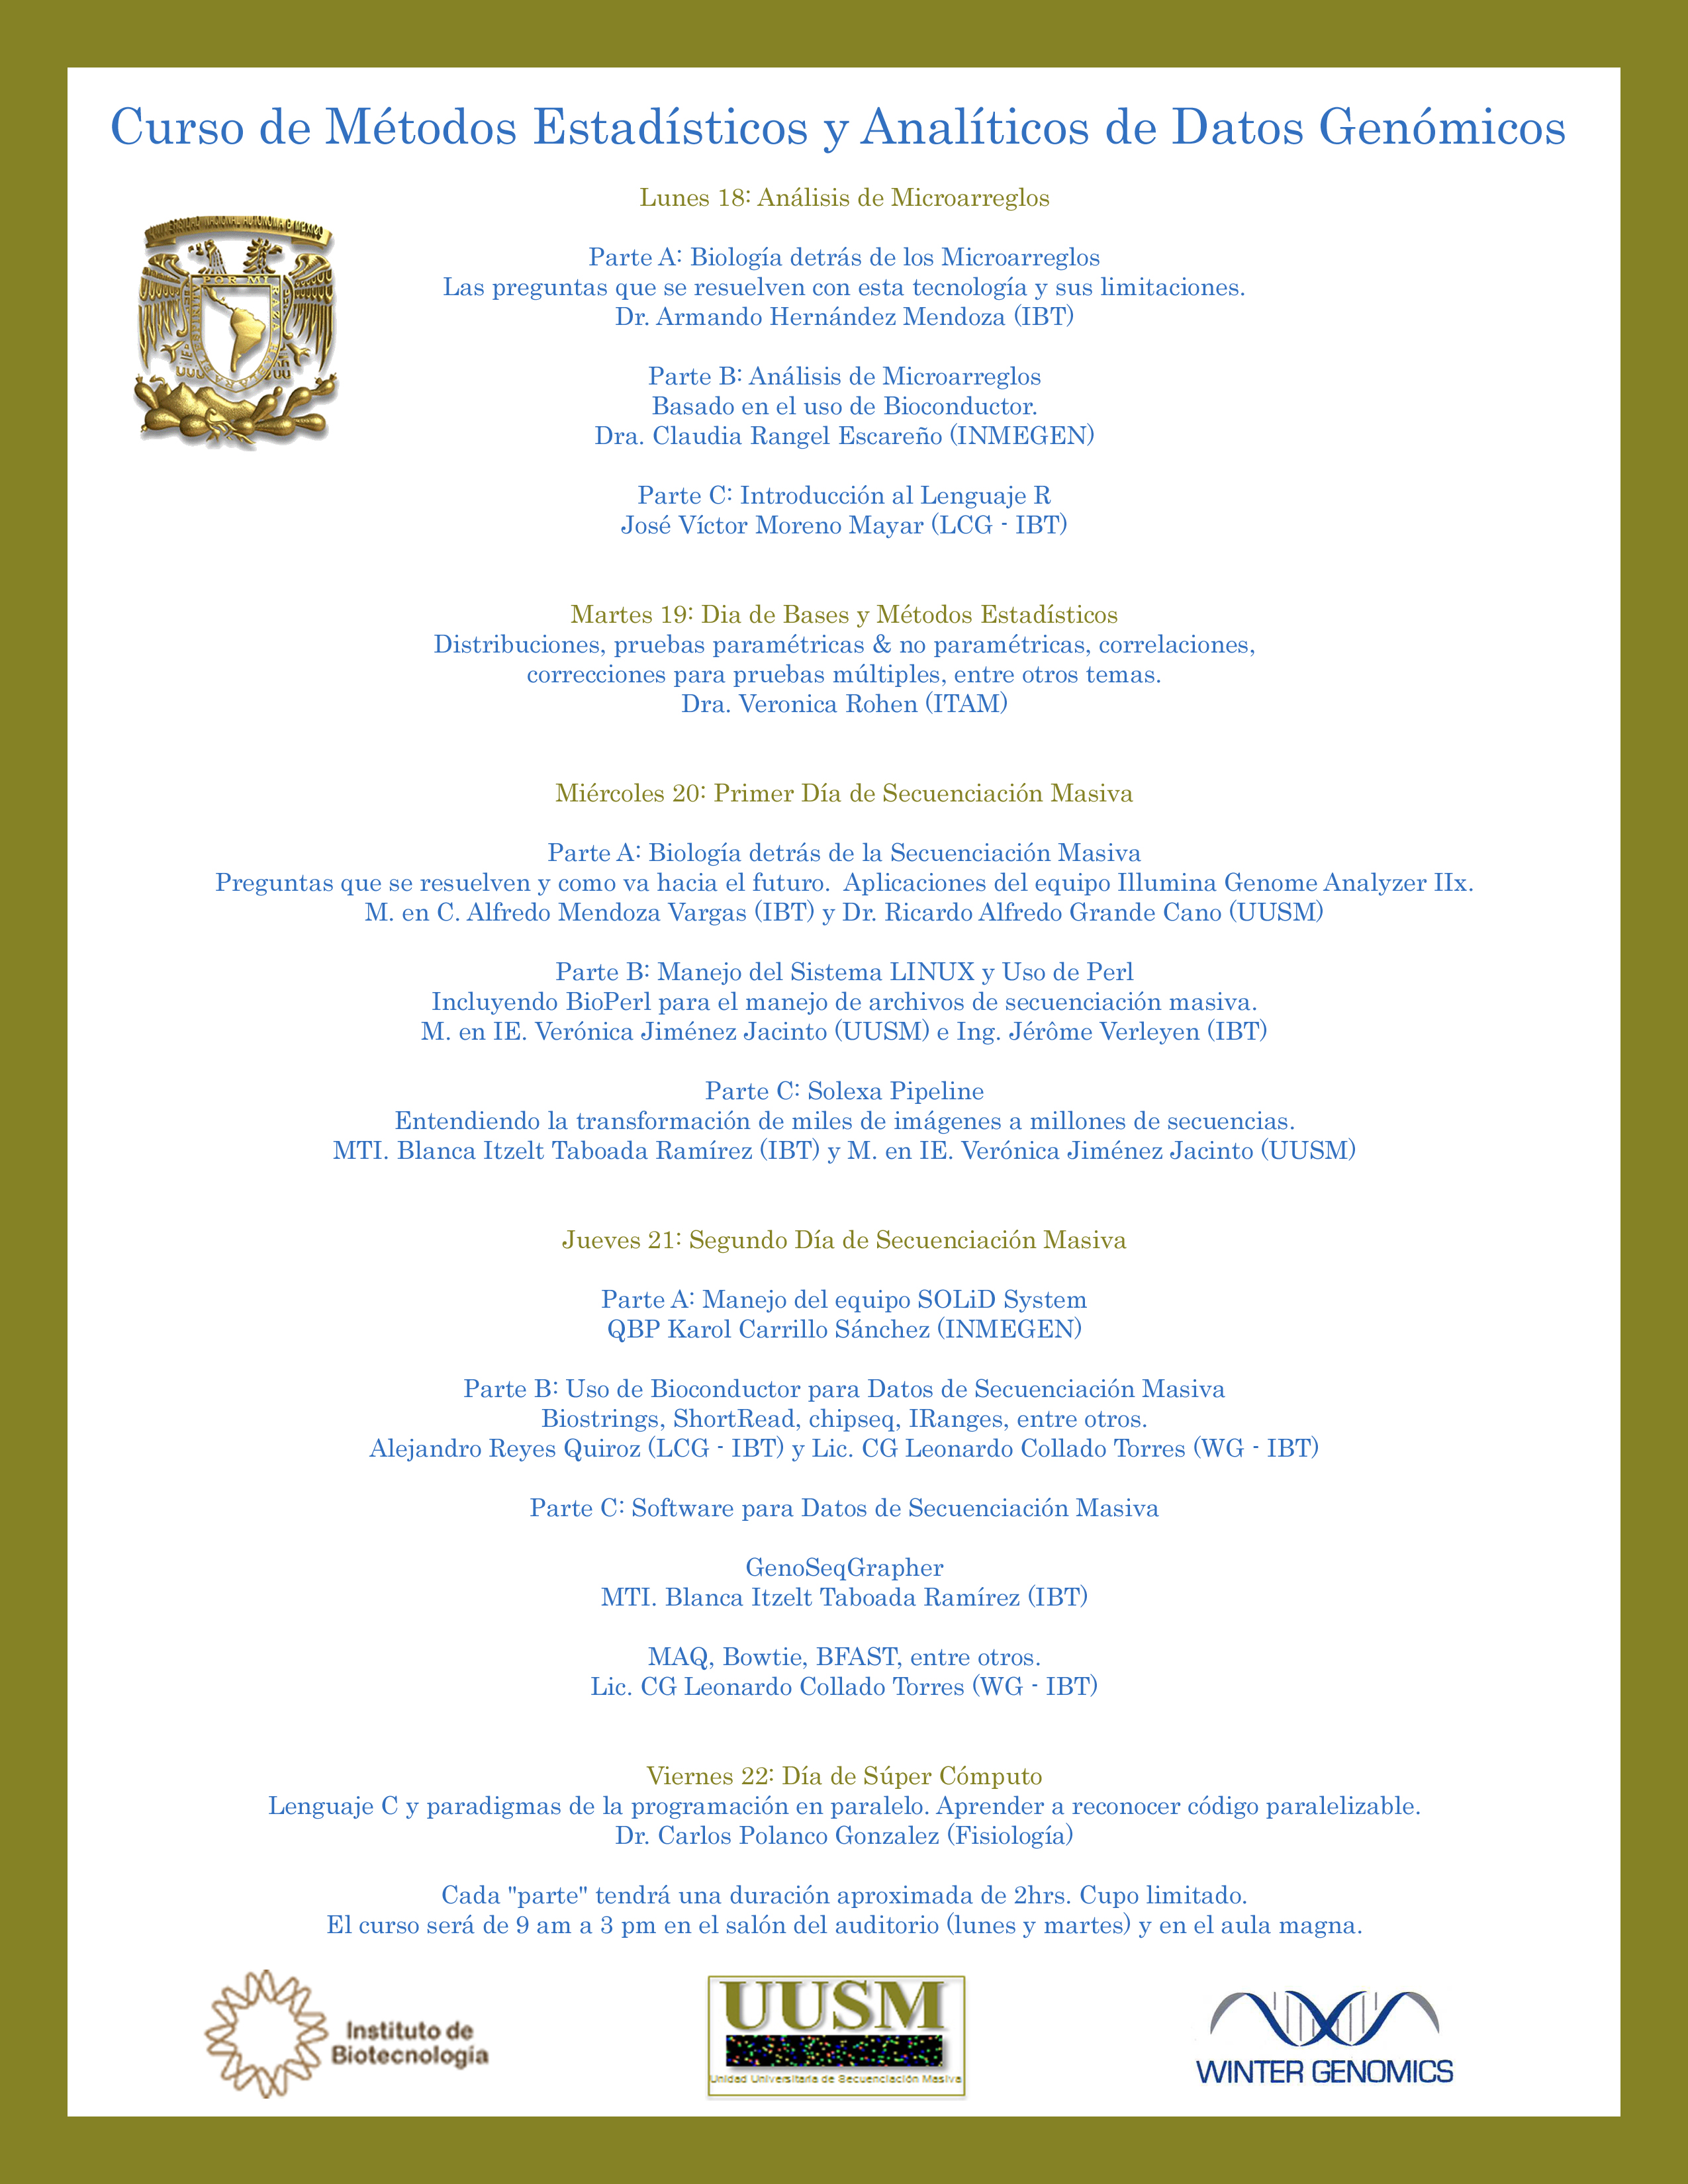 Curso de Métodos Estadísticos y Analíticos de Datos Genómicos
Lunes 18: Análisis de Microarreglos
UNIVERSIDAD NACIONAL AUTONOMA DE MEXICO
POR MI RAZA HABLARA EL ESPIRITU
Parte A: Biología detrás de los Microarreglos
Las preguntas que se resuelven con esta tecnología y sus limitaciones.
Dr. Armando Hernández Mendoza (IBT)
Parte B: Análisis de Microarreglos
Basado en el uso de Bioconductor.
Dra. Claudia Rangel Escareño (INMEGEN)
Parte C: Introducción al Lenguaje R
José Víctor Moreno Mayar (LCG - IBT)
Martes 19: Dia de Bases y Métodos Estadísticos
Distribuciones, pruebas paramétricas & no paramétricas, correlaciones,
correcciones para pruebas múltiples, entre otros temas.
Dra. Veronica Rohen (ITAM)
Miércoles 20: Primer Día de Secuenciación Masiva
Parte A: Biología detrás de la Secuenciación Masiva
Preguntas que se resuelven y como va hacia el futuro.  Aplicaciones del equipo Illumina Genome Analyzer IIx.
M. en C. Alfredo Mendoza Vargas (IBT) y Dr. Ricardo Alfredo Grande Cano (UUSM)
Parte B: Manejo del Sistema LINUX y Uso de Perl
Incluyendo BioPerl para el manejo de archivos de secuenciación masiva.
M. en IE. Verónica Jiménez Jacinto (UUSM) e Ing. Jérôme Verleyen (IBT)
Parte C: Solexa Pipeline
Entendiendo la transformación de miles de imágenes a millones de secuencias.
MTI. Blanca Itzelt Taboada Ramírez (IBT) y M. en IE. Verónica Jiménez Jacinto (UUSM)
Jueves 21: Segundo Día de Secuenciación Masiva
Parte A: Manejo del equipo SOLiD System
QBP Karol Carrillo Sánchez (INMEGEN)
Parte B: Uso de Bioconductor para Datos de Secuenciación Masiva
Biostrings, ShortRead, chipseq, IRanges, entre otros.
Alejandro Reyes Quiroz (LCG - IBT) y Lic. CG Leonardo Collado Torres (WG - IBT)
Parte C: Software para Datos de Secuenciación Masiva
GenoSeqGrapher
MTI. Blanca Itzelt Taboada Ramírez (IBT)
MAQ, Bowtie, BFAST, entre otros.
Lic. CG Leonardo Collado Torres (WG - IBT)
Viernes 22: Día de Súper Cómputo
Lenguaje C y paradigmas de la programación en paralelo. Aprender a reconocer código paralelizable.
Dr. Carlos Polanco Gonzalez (Fisiología)
Cada "parte" tendrá una duración aproximada de 2hrs. Cupo limitado.
El curso será de 9 am a 3 pm en el salón del auditorio (lunes y martes) y en el aula magna.
Instituto de
Biotecnología
UUSM
Unidad Universitaria de Secuenciación Masiva
WINTER GENOMICS